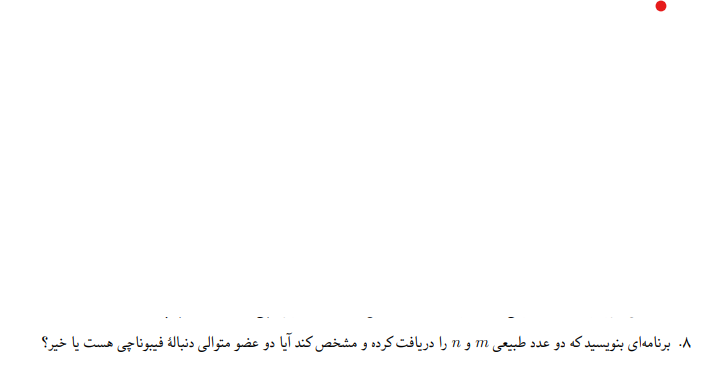 ۸. برنامه‌ای بنویسید که دو عدد طبیعی m و n را دریافت کرده و مشخص کند آیا دو عضو متوالی دنبالهٔ فیبوناچی هست یا خیر؟